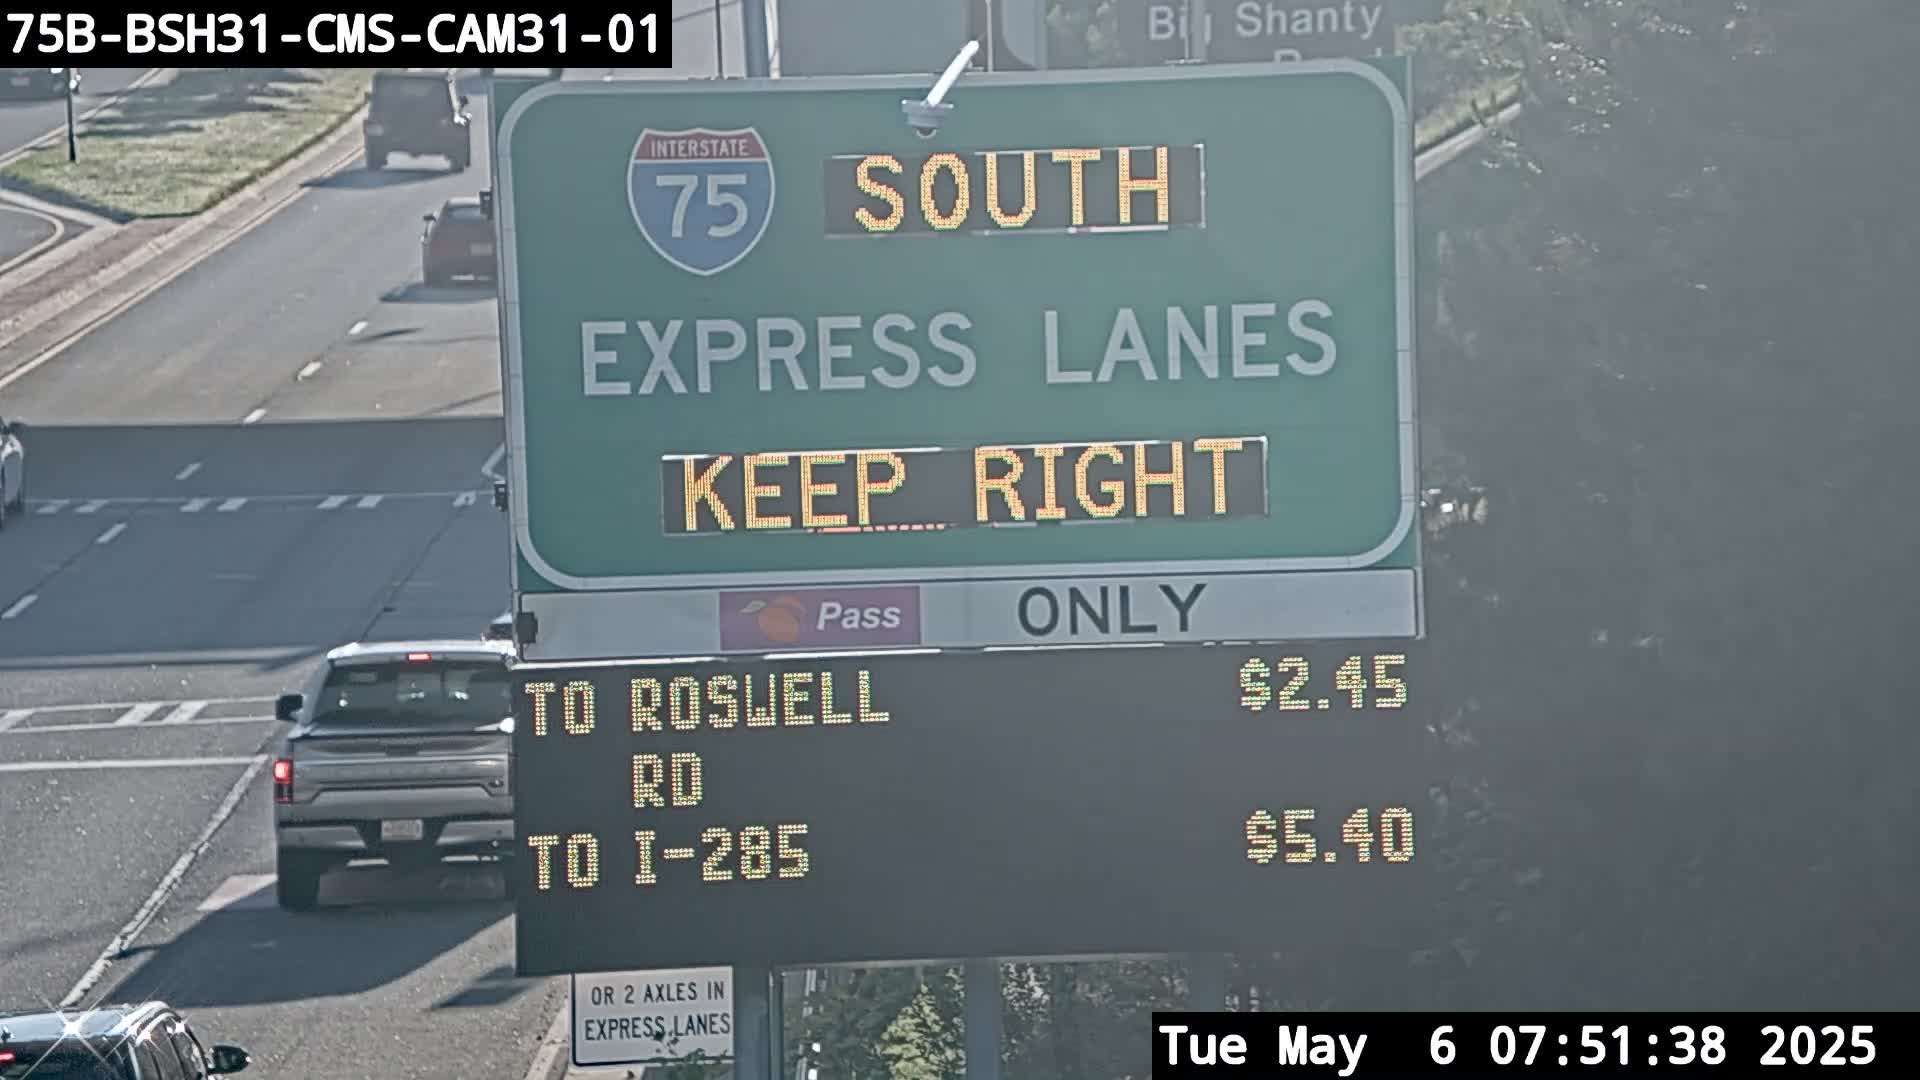 75B-BSH31-CMS-CAM31-01
Big Shanty
INTERSTATE
75
SOUTH
EXPRESS LANES
KEEP RIGHT
Pass
ONLY
TO ROSWELL $2.45
RD
TO I-285 $5.40
OR 2 AXLES IN
EXPRESS LANES
Tue May 6 07:51:38 2025